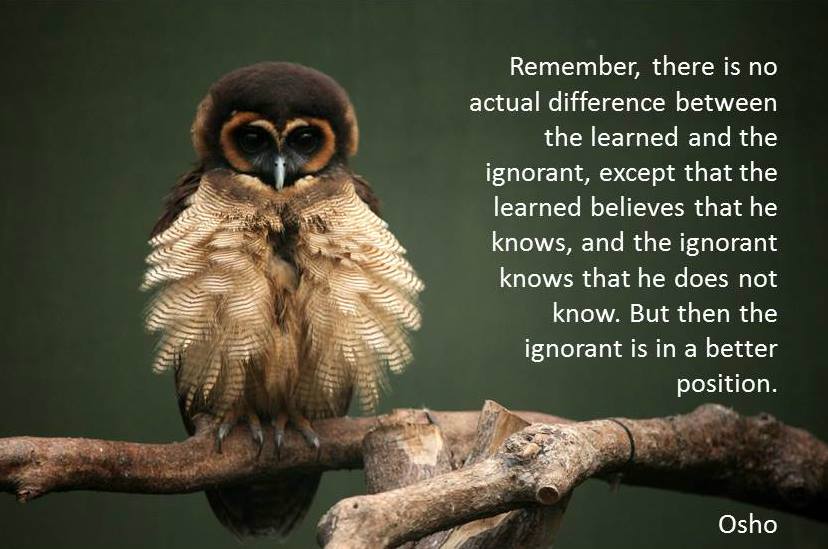 Remember, there is no
actual difference between
the learned and the
ignorant, except that the
learned believes that he
knows, and the ignorant
knows that he does not
know. But then the
ignorant is in a better
position.
Osho